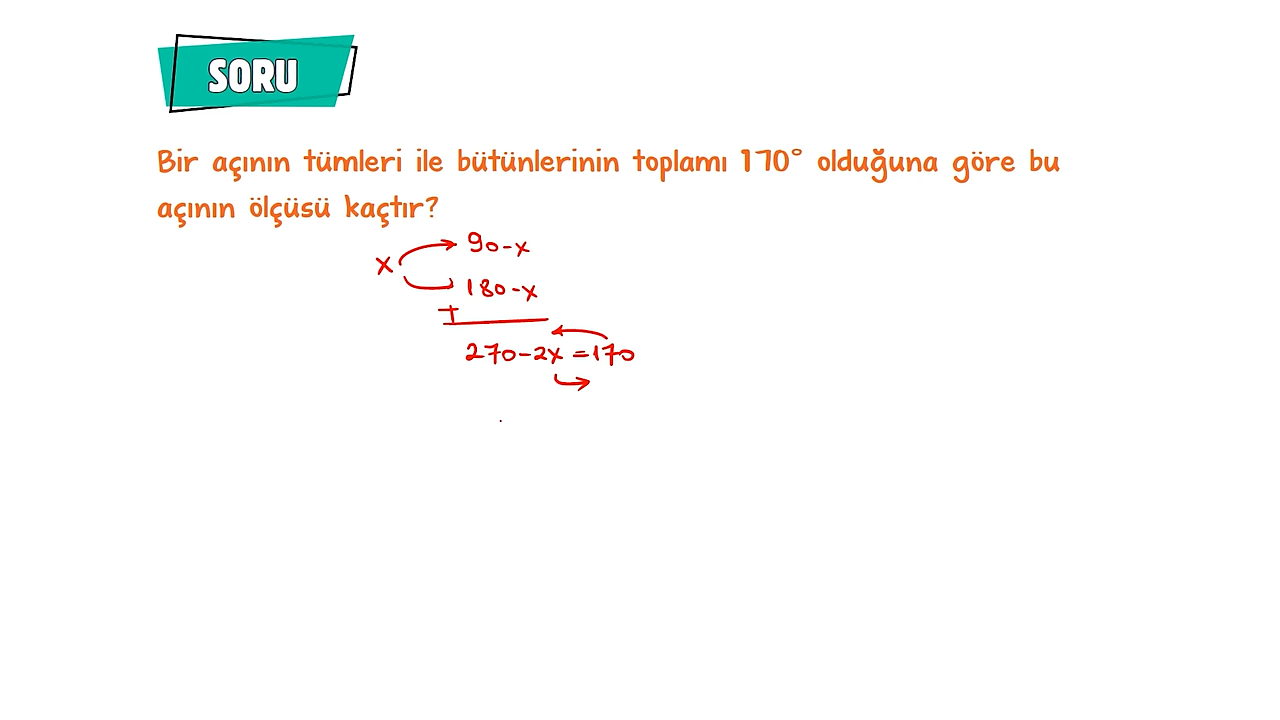 SORU
Bir açının tümleri ile bütünlerinin toplamı 170° olduğuna göre bu
açının ölçüsü kaçtır?
90-x
x
180-x
+
270-2x=170